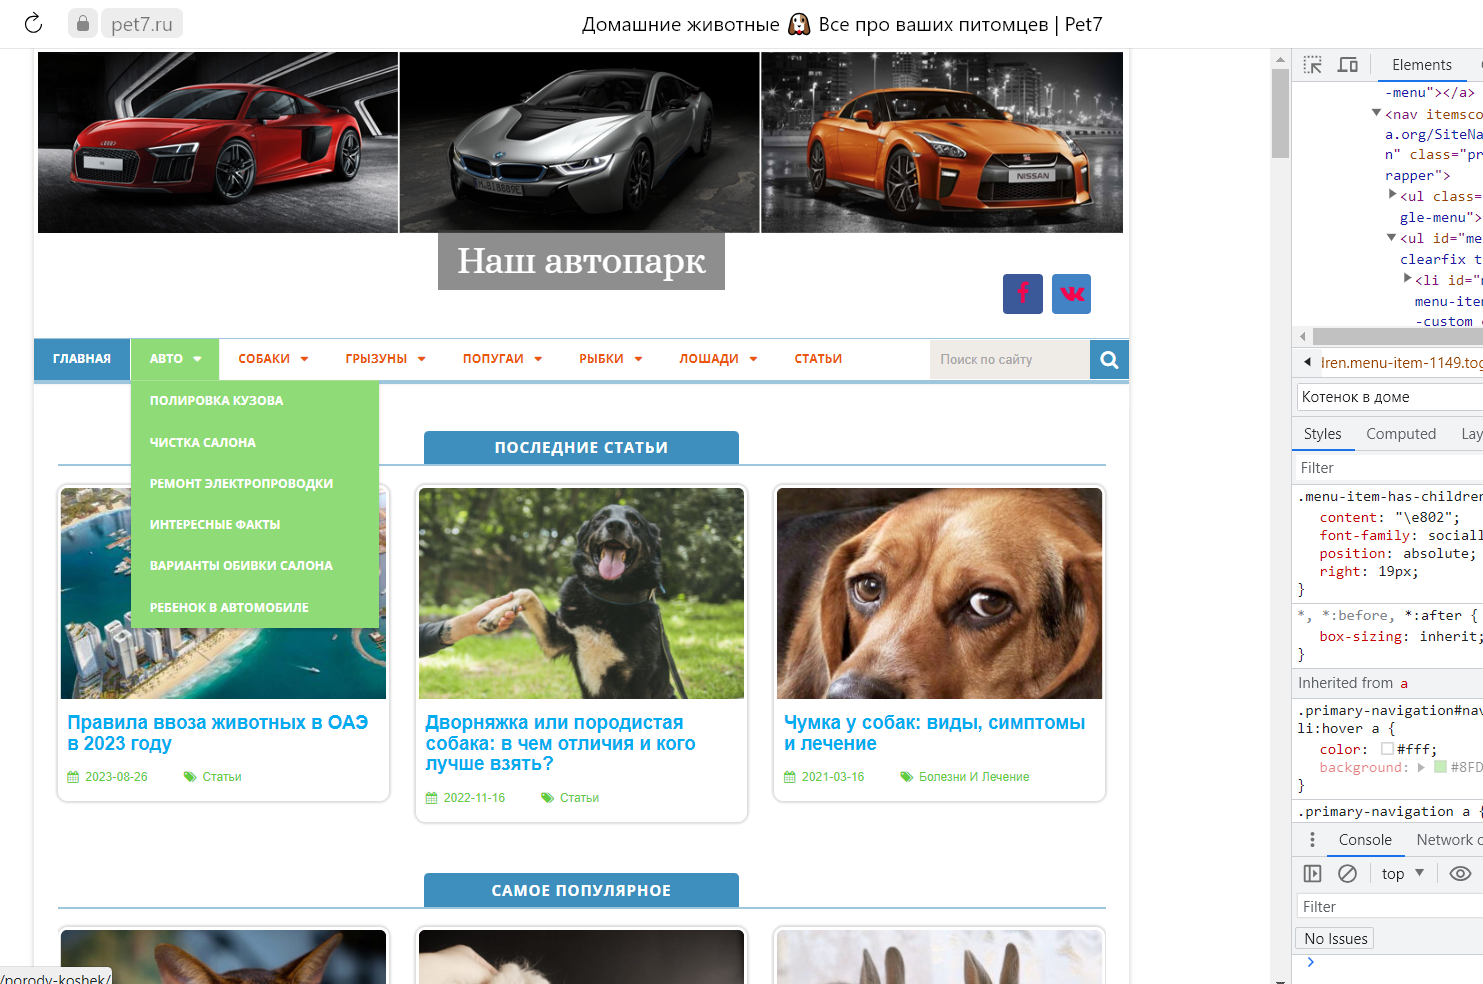 pet7.ru
Домашние животные 🐶 Все про ваших питомцев | Pet7
NISSAN
Наш автопарк
ГЛАВНАЯ АВТО СОБАКИ ГРЫЗУНЫ ПОПУГАИ РЫБКИ ЛОШАДИ СТАТЬИ Поиск по сайту
ПОЛИРОВКА КУЗОВА
ЧИСТКА САЛОНА
РЕМОНТ ЭЛЕКТРОПРОВОДКИ
ИНТЕРЕСНЫЕ ФАКТЫ
ВАРИАНТЫ ОБИВКИ САЛОНА
РЕБЕНОК В АВТОМОБИЛЕ
ПОСЛЕДНИЕ СТАТЬИ
Правила ввоза животных в ОАЭ
в 2023 году
2023-08-26 Статьи
Дворняжка или породистая
собака: в чем отличия и кого
лучше взять?
2022-11-16 Статьи
Чумка у собак: виды, симптомы
и лечение
2021-03-16 Болезни И Лечение
САМОЕ ПОПУЛЯРНОЕ
/porody-koshek/
Elements
-menu"></a>
<nav itemsco
a.org/SiteNa
n" class="pr
rapper">
<ul class=
gle-menu">
<ul id="me
clearfix t
<li id="m
menu-item
-custom
dren.menu-item-1149.tog
Котенок в доме
Styles Computed Lay
Filter
.menu-item-has-children
content: "\e802";
font-family: sociall
position: absolute;
right: 19px;
}
*, *:before, *:after {
box-sizing: inherit;
}
Inherited from a
.primary-navigation#nav
li:hover a {
color: #fff;
background: #8FD
}
.primary-navigation a {
Console Network c
top
Filter
No Issues